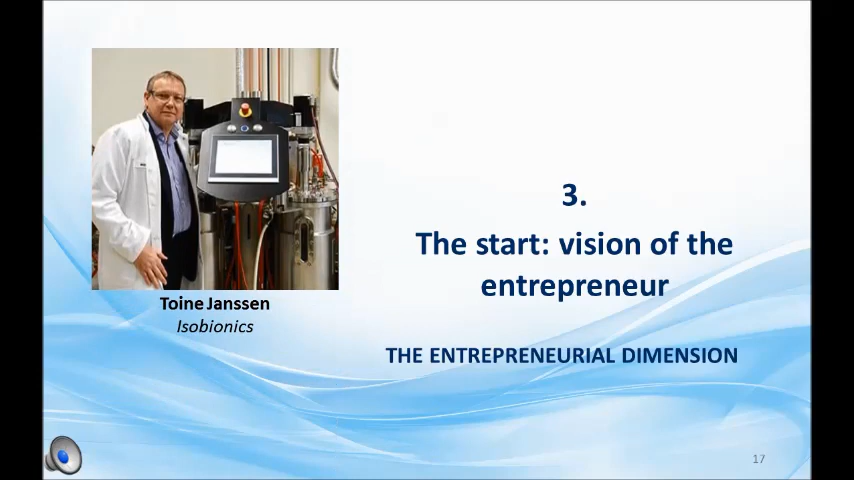 3.
The start: vision of the
entrepreneur
Toine Janssen
Isobionics
THE ENTREPRENEURIAL DIMENSION
17